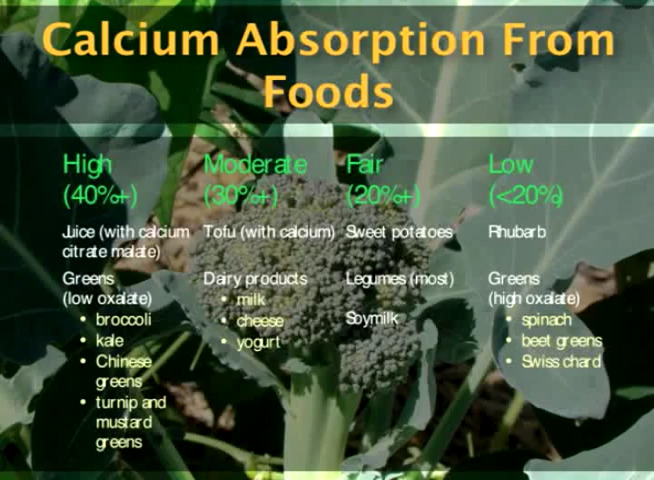 Calcium Absorption From
Foods
High
(40%+)
Juice (with calcium
citrate malate)
Greens
(low oxalate)
• broccoli
• kale
• Chinese
greens
• turnip and
mustard
greens
Moderate
(30%+)
Tofu (with calcium)
Dairy products
• milk
• cheese
• yogurt
Fair
(20%+)
Sweet potatoes
Legumes (most)
Soymilk
Low
(<20%)
Rhubarb
Greens
(high oxalate)
• spinach
• beet greens
• Swiss chard